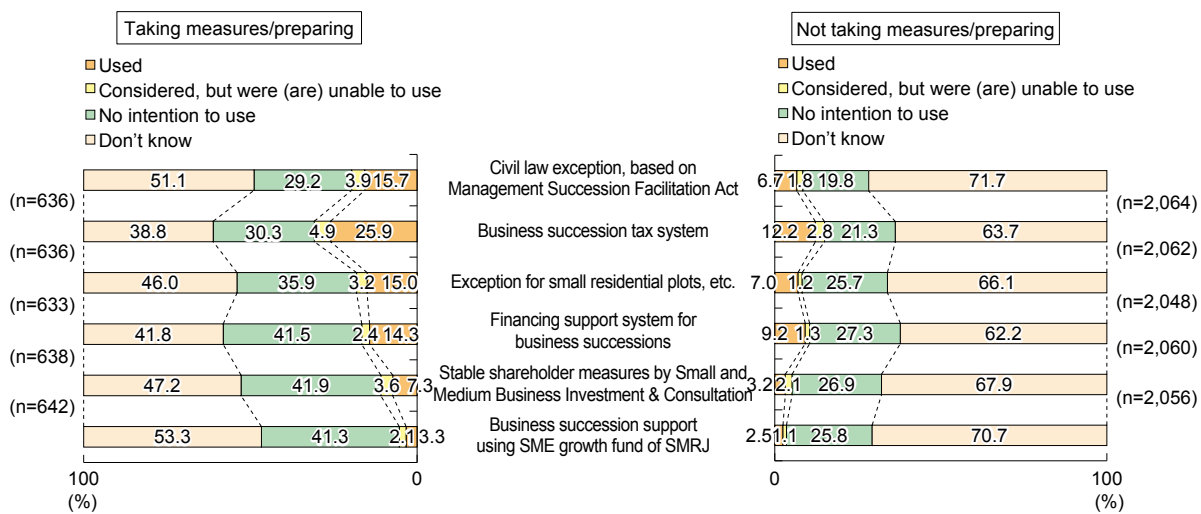 Taking measures/preparing
Used
Considered, but were (are) unable to use
No intention to use
Don't know
Not taking measures/preparing
Used
Considered, but were (are) unable to use
No intention to use
Don't know
51.1 29.2 3.9 15.7
Civil law exception, based on
Management Succession Facilitation Act
6.7 1.8 19.8 71.7
(n=636)
(n=2,064)
38.8 30.3 4.9 25.9
Business succession tax system
12.2 2.8 21.3 63.7
(n=636)
(n=2,062)
46.0 35.9 3.2 15.0
Exception for small residential plots, etc.
7.0 1.2 25.7 66.1
(n=633)
(n=2,048)
41.8 41.5 2.4 14.3
Financing support system for
business successions
9.2 1.3 27.3 62.2
(n=638)
(n=2,060)
47.2 41.9 3.6 7.3
Stable shareholder measures by Small and
Medium Business Investment & Consultation
3.2 2.1 26.9 67.9
(n=642)
(n=2,056)
53.3 41.3 2.1 3.3
Business succession support
using SME growth fund of SMRJ
2.5 1.1 25.8 70.7
100 0
(%)
0 100
(%)